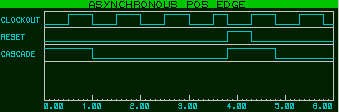 ASYNCHRONOUS POS EDGE
CLOCKOUT
RESET
CASCADE
0.00 1.00 2.00 3.00 4.00 5.00 6.00